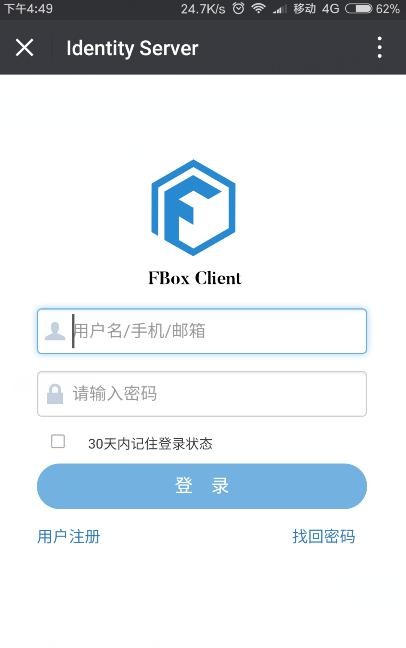 下午4:49 24.7K/s 移动 4G 62%
Identity Server
FBox Client
用户名/手机/邮箱
请输入密码
30天内记住登录状态
登 录
用户注册 找回密码